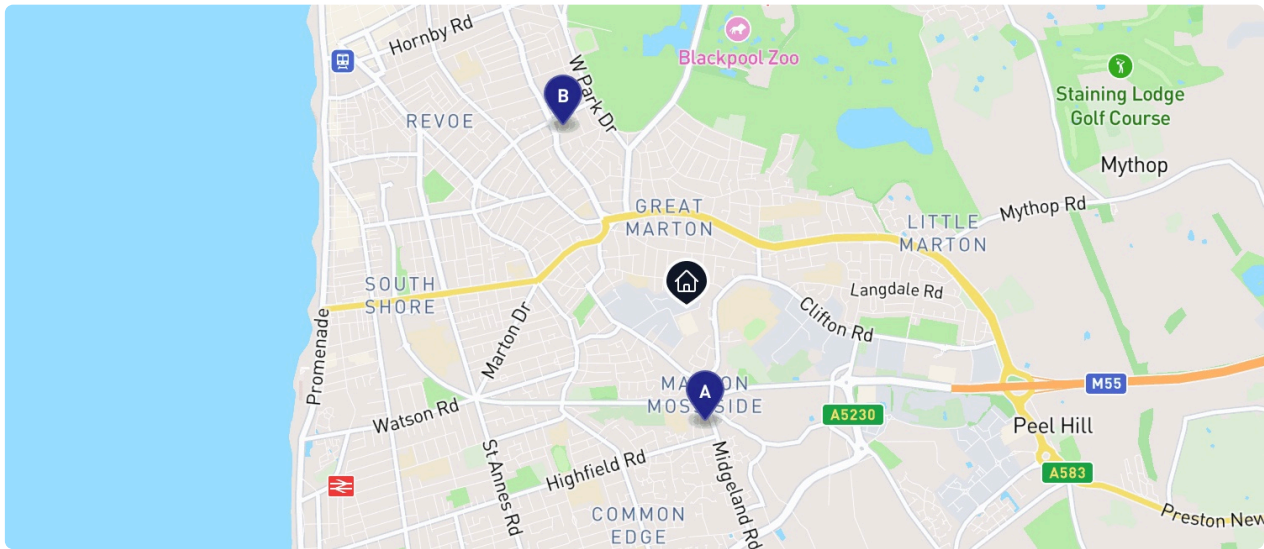 Hornby Rd
W Park Dr
Blackpool Zoo
B
REVOE
Staining Lodge
Golf Course
Mythop
Mythop Rd
GREAT
MARTON
LITTLE
MARTON
SOUTH
SHORE
Langdale Rd
Clifton Rd
Promenade
Marton Dr
A
MOSS SIDE
M55
A5230
Watson Rd
Peel Hill
St Annes Rd
Highfield Rd
Midgeland Rd
A583
COMMON
EDGE
Preston New